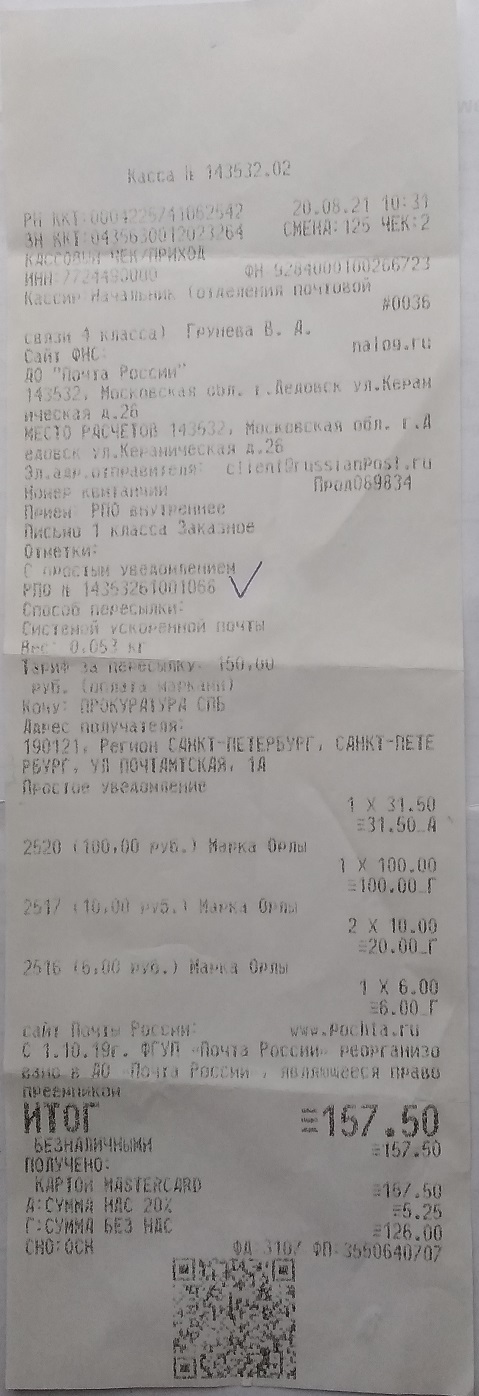 Касса № 143532.02
РН ККТ:0004225741062542 20.08.21 10:31
ЗН ККТ:0435630012023264 СМЕНА:125 ЧЕК:2
КАССОВЫЙ ЧЕК/ПРИХОД
ИНН:7724490000 ФН 9284000100266723
Кассир Начальник (отделения почтовой
#0036
связи 4 класса) Грунева В. А.
Сайт ФНС: nalog.ru
АО "Почта России"
143532, Московская обл. г.Дедовск ул.Керам
ическая д.26
МЕСТО РАСЧЕТОВ 143532, Московская обл. г.Д
едовск ул.Керамическая д.26
Эл.адр.отправителя: client@russianPost.ru
Номер квитанции Прод089834
Прием РПО внутреннее
Письмо 1 класса Заказное
Отметки:
С простым уведомлением
РПО № 14353261001066
Способ пересылки:
Системой ускоренной почты
Вес: 0,053 кг
Тариф за пересылку: 150,00
руб. (оплата марками)
Кому: ПРОКУРАТУРА СПБ
Адрес получателя:
190121, Регион САНКТ-ПЕТЕРБУРГ, САНКТ-ПЕТЕ
РБУРГ, УЛ ПОЧТАМТСКАЯ, 1А
Простое уведомление
1 X 31.50
=31.50_А
2520 (100,00 руб.) Марка Орлы
1 X 100.00
=100.00_Г
2517 (10,00 руб.) Марка Орлы
2 X 10.00
=20.00_Г
2516 (6,00 руб.) Марка Орлы
1 X 6.00
=6.00_Г
сайт Почты России: www.pochta.ru
С 1.10.19г. ФГУП «Почта России» реорганизо
вано в АО «Почта России», являющееся право
преемником
ИТОГ =157.50
БЕЗНАЛИЧНЫМИ =157.50
ПОЛУЧЕНО:
КАРТОЙ MASTERCARD =157.50
А:СУММА НДС 20% =5.25
Г:СУММА БЕЗ НДС =126.00
СНО:ОСН ФД:3107 ФП:3550640707